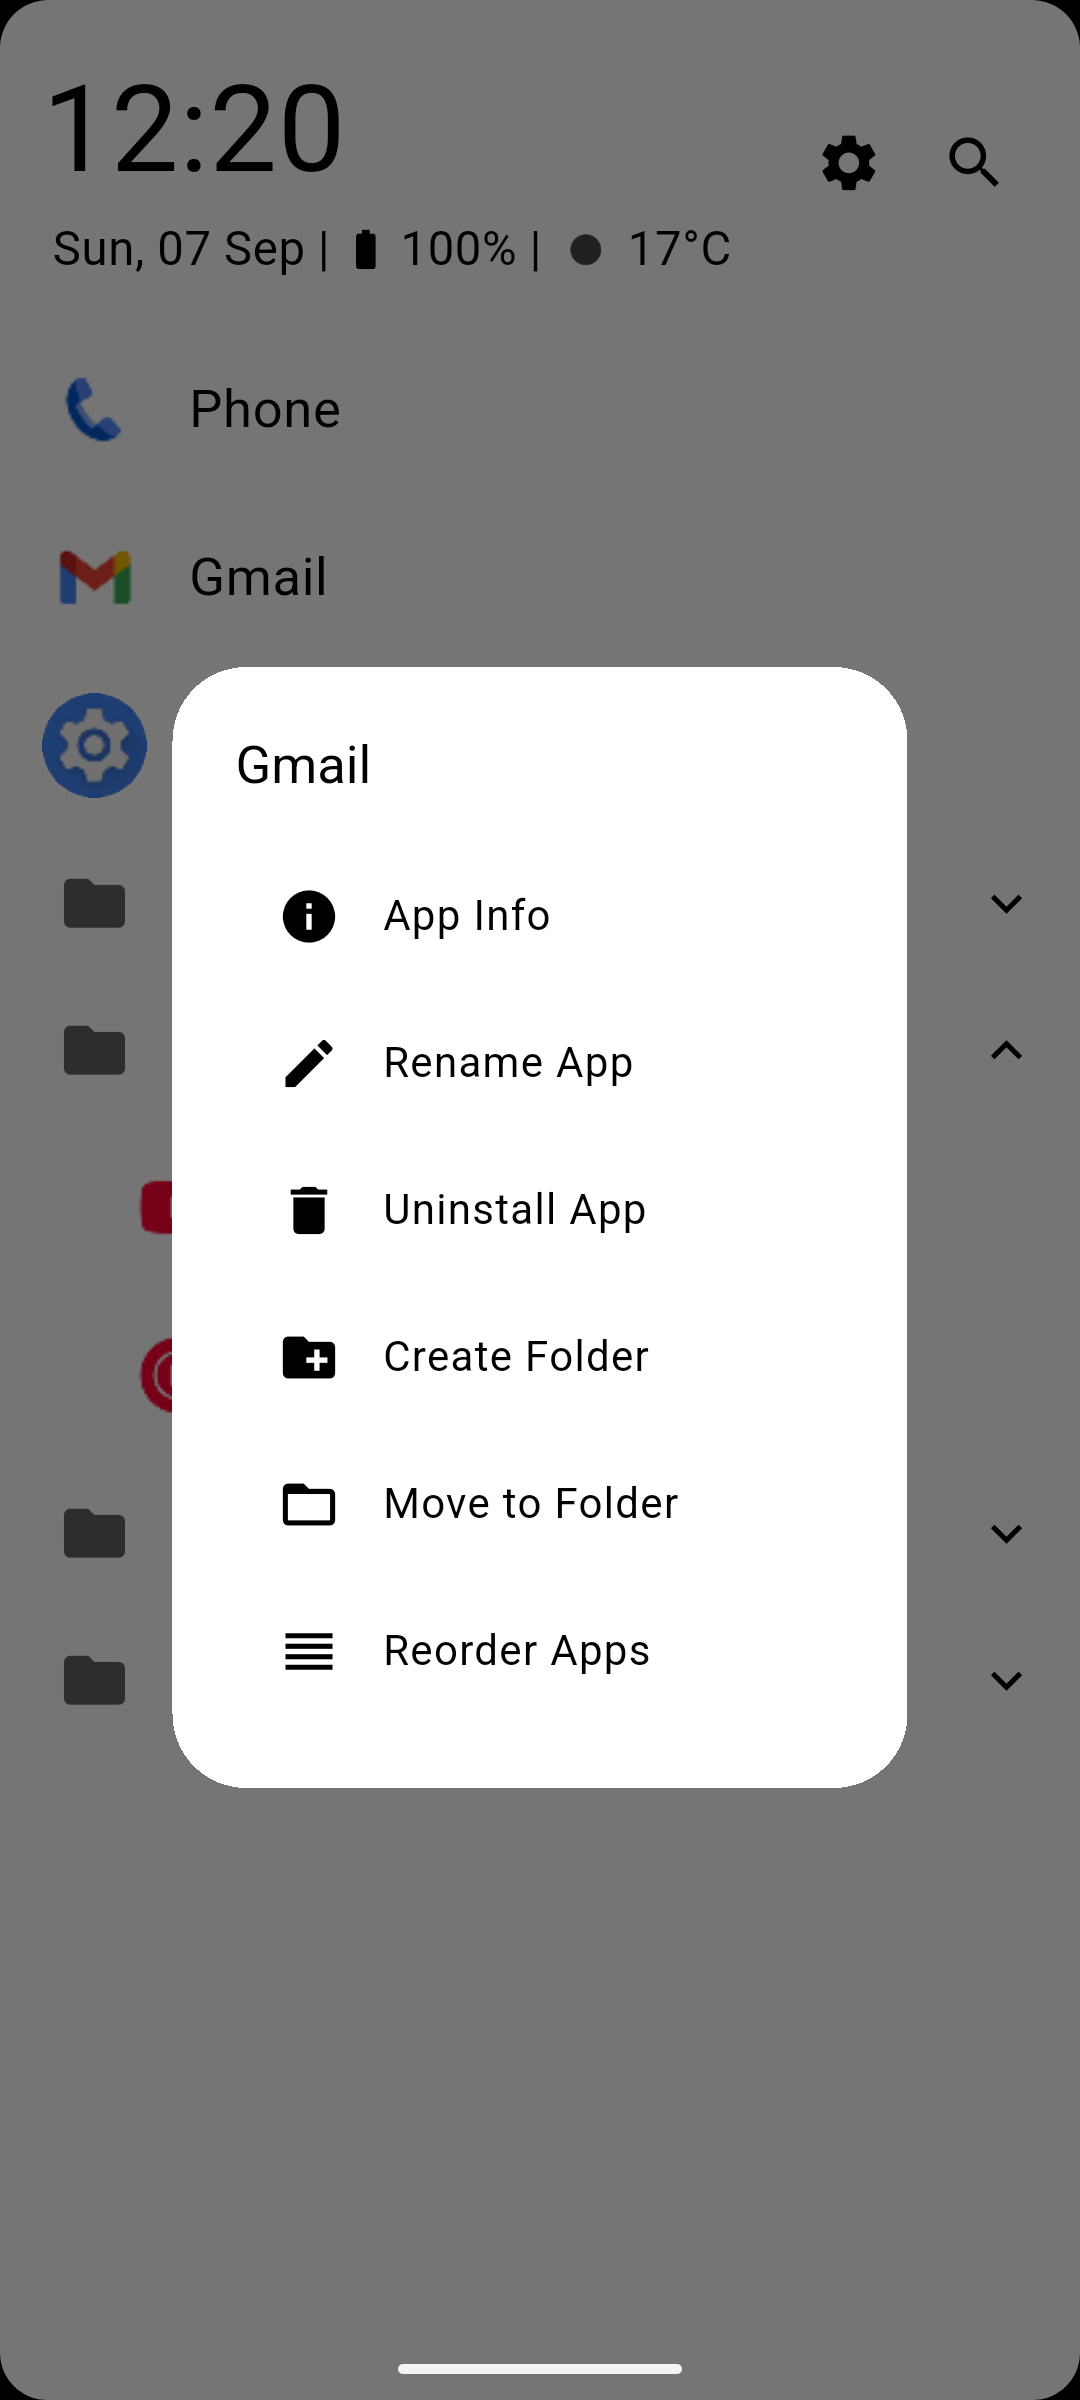 12:20
Sun, 07 Sep | 100% | 17°C
Phone
Gmail
Gmail
App Info
Rename App
Uninstall App
Create Folder
Move to Folder
Reorder Apps